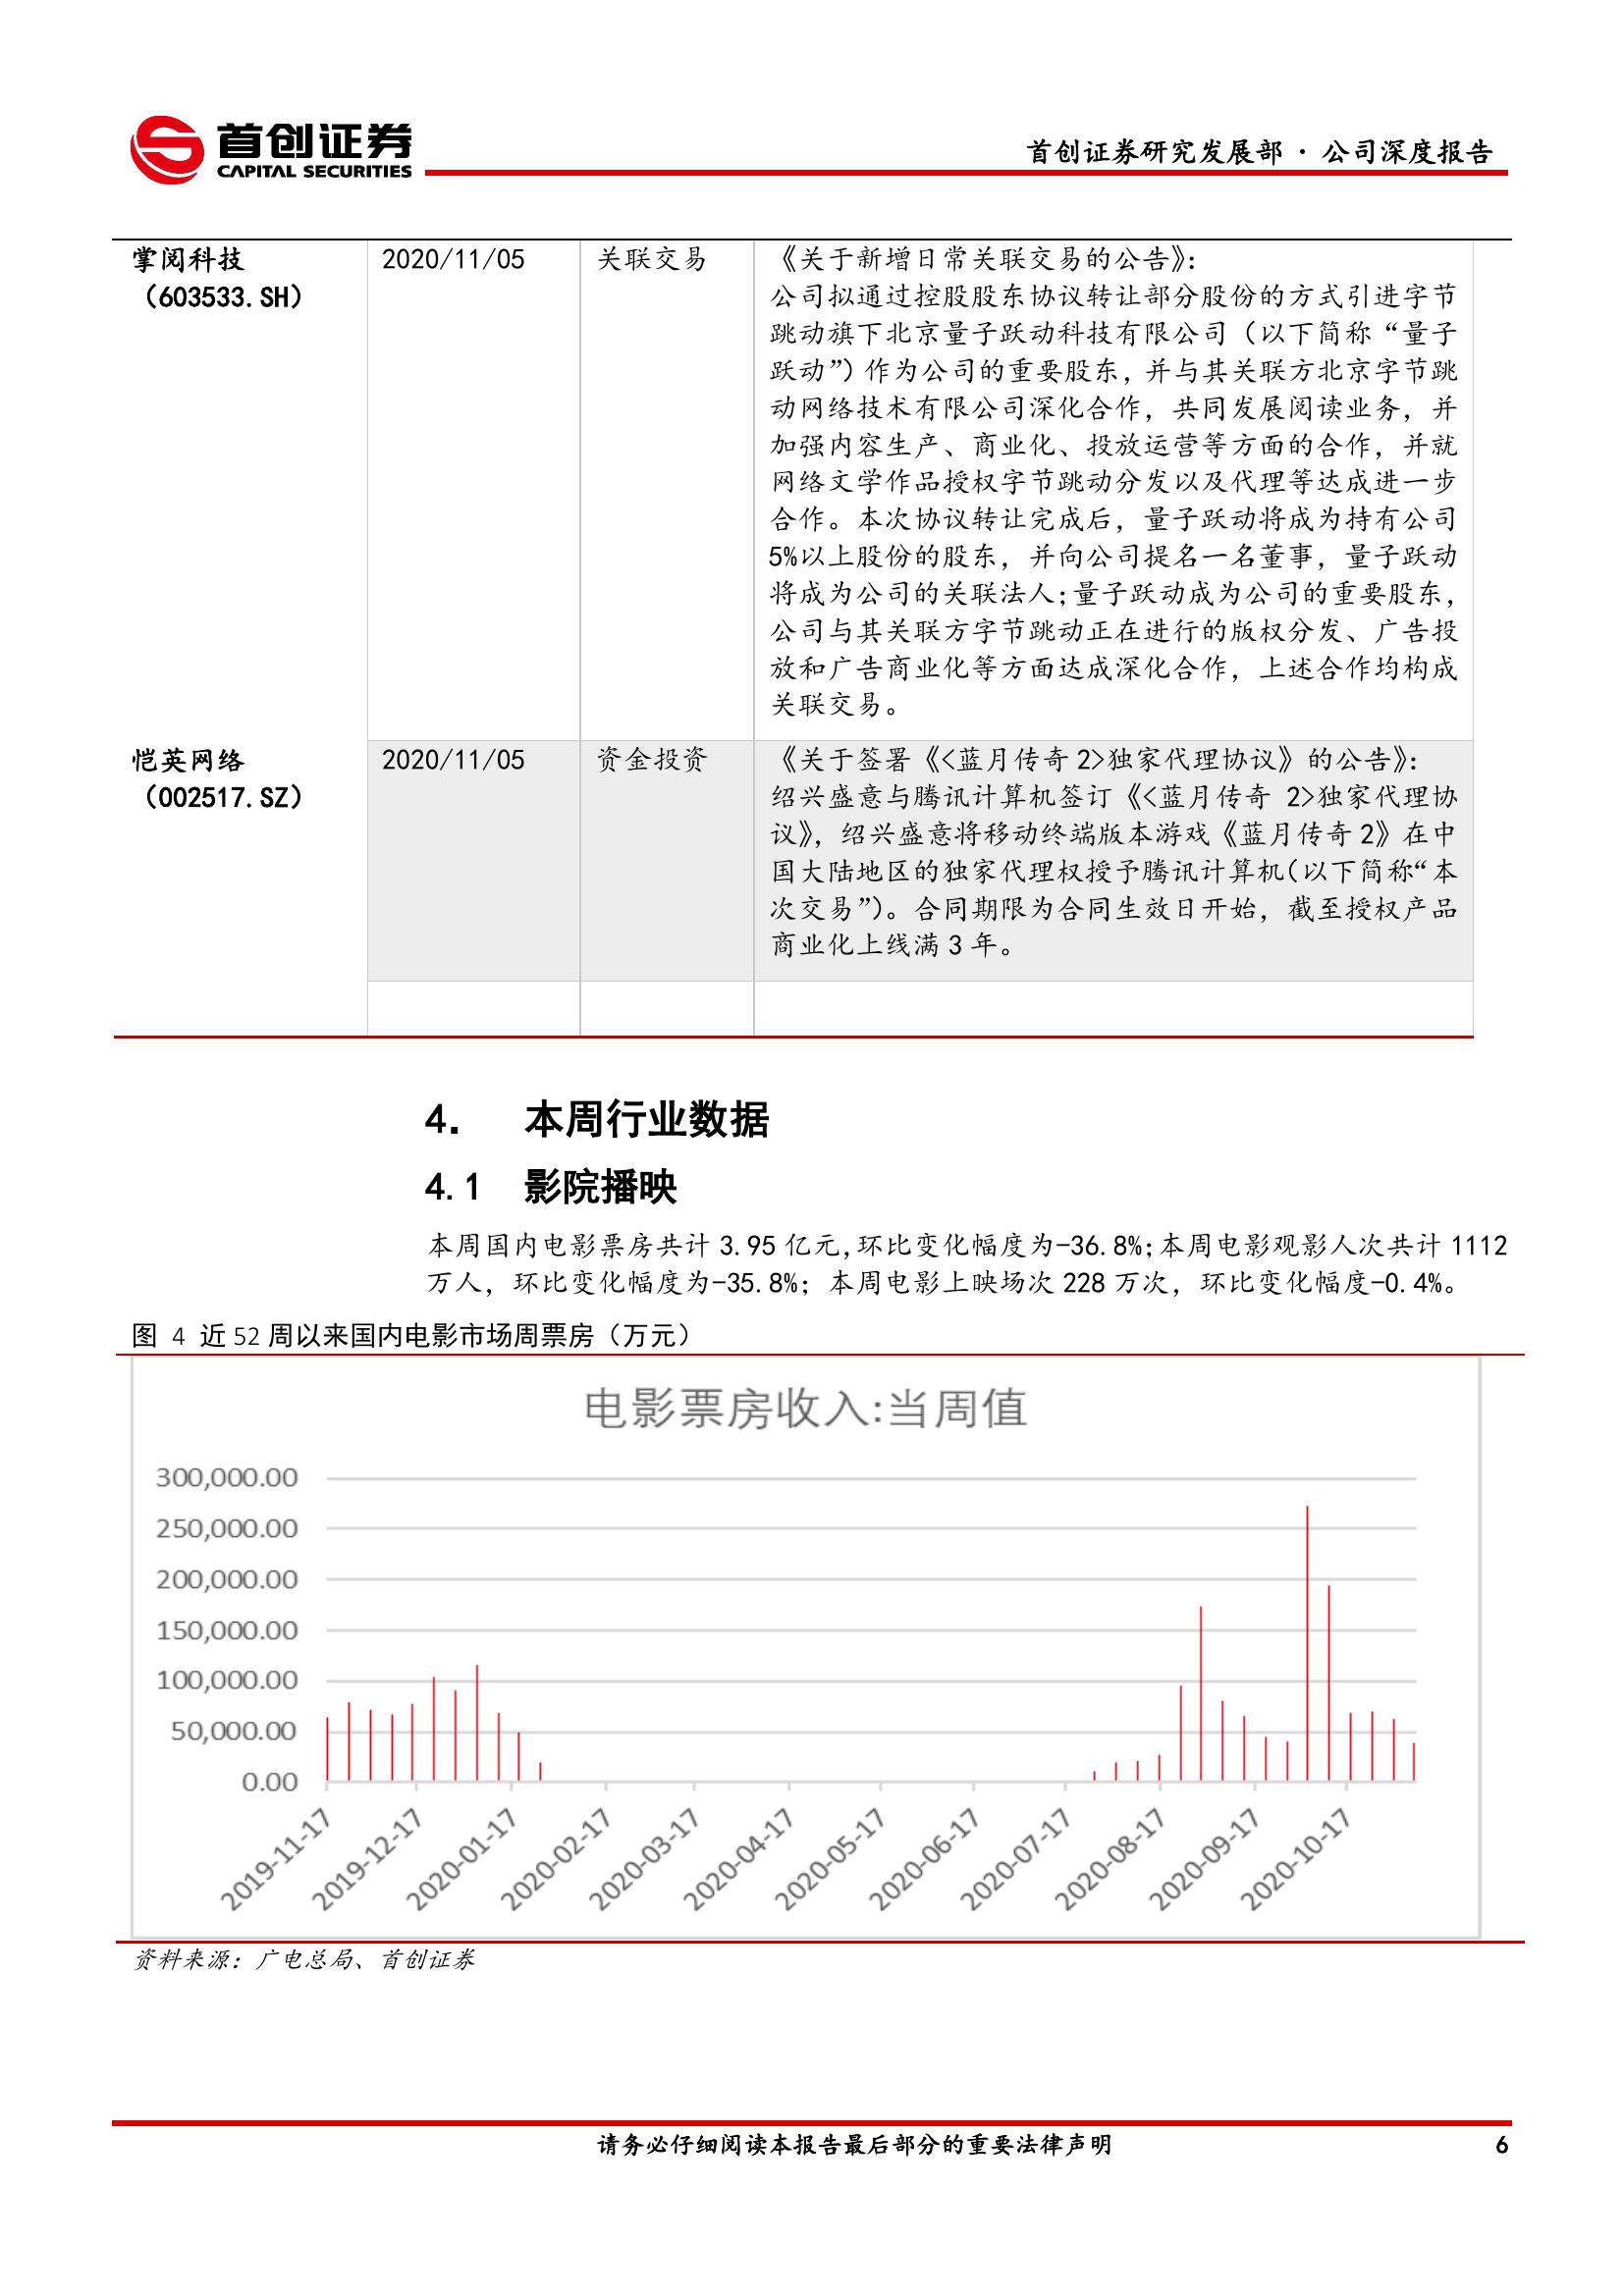 首创证券
CAPITAL SECURITIES
首创证券研究发展部 · 公司深度报告
掌阅科技
（603533.SH）
2020/11/05
关联交易
《关于新增日常关联交易的公告》：
公司拟通过控股股东协议转让部分股份的方式引进字节
跳动旗下北京量子跃动科技有限公司（以下简称“量子
跃动”）作为公司的重要股东，并与其关联方北京字节跳
动网络技术有限公司深化合作，共同发展阅读业务，并
加强内容生产、商业化、投放运营等方面的合作，并就
网络文学作品授权字节跳动分发以及代理等达成进一步
合作。本次协议转让完成后，量子跃动将成为持有公司
5%以上股份的股东，并向公司提名一名董事，量子跃动
将成为公司的关联法人；量子跃动成为公司的重要股东，
公司与其关联方字节跳动正在进行的版权分发、广告投
放和广告商业化等方面达成深化合作，上述合作均构成
关联交易。
恺英网络
（002517.SZ）
2020/11/05
资金投资
《关于签署《<蓝月传奇 2>独家代理协议》的公告》：
绍兴盛意与腾讯计算机签订《<蓝月传奇 2>独家代理协
议》，绍兴盛意将移动终端版本游戏《蓝月传奇 2》在中
国大陆地区的独家代理权授予腾讯计算机（以下简称“本
次交易”）。合同期限为合同生效日开始，截至授权产品
商业化上线满 3 年。
4. 本周行业数据
4.1 影院播映
本周国内电影票房共计 3.95 亿元，环比变化幅度为-36.8%；本周电影观影人次共计 1112
万人，环比变化幅度为-35.8%；本周电影上映场次 228 万次，环比变化幅度-0.4%。
图 4 近 52 周以来国内电影市场周票房（万元）
电影票房收入:当周值
300,000.00
250,000.00
200,000.00
150,000.00
100,000.00
50,000.00
0.00
2019-11-17
2019-12-17
2020-01-17
2020-02-17
2020-03-17
2020-04-17
2020-05-17
2020-06-17
2020-07-17
2020-08-17
2020-09-17
2020-10-17
资料来源：广电总局、首创证券
请务必仔细阅读本报告最后部分的重要法律声明
6